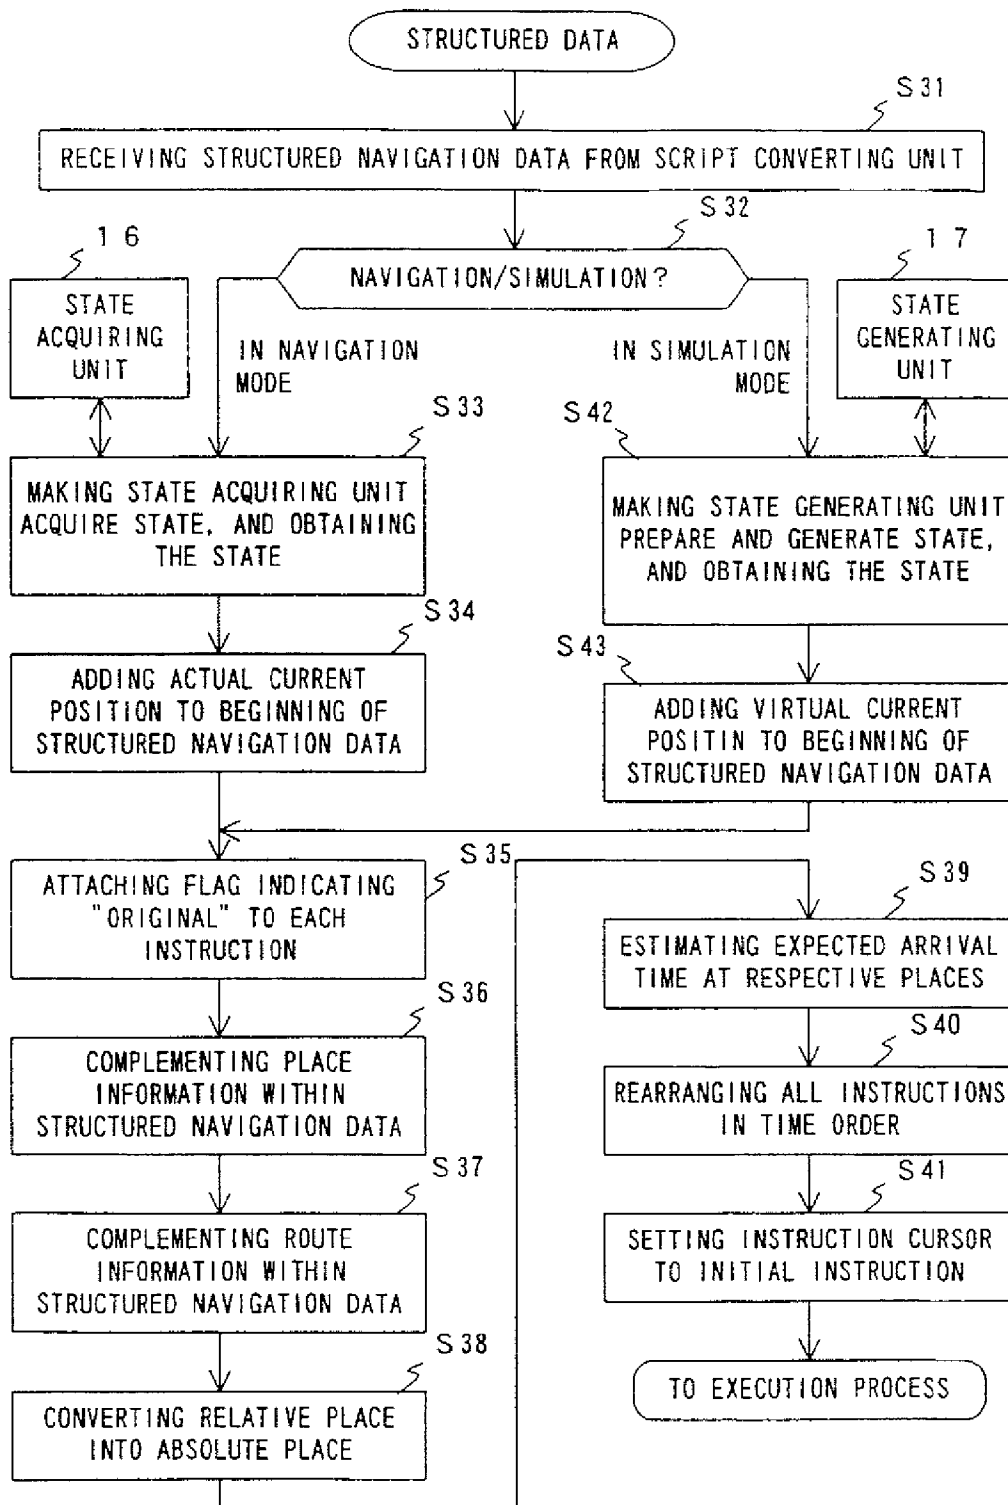 STRUCTURED DATA
S31
RECEIVING STRUCTURED NAVIGATION DATA FROM SCRIPT CONVERTING UNIT
S32
NAVIGATION/SIMULATION?
16
STATE
ACQUIRING
UNIT
17
STATE
GENERATING
UNIT
IN NAVIGATION
MODE
IN SIMULATION
MODE
S33
MAKING STATE ACQUIRING UNIT
ACQUIRE STATE, AND OBTAINING
THE STATE
S42
MAKING STATE GENERATING UNIT
PREPARE AND GENERATE STATE,
AND OBTAINING THE STATE
S34
ADDING ACTUAL CURRENT
POSITION TO BEGINNING OF
STRUCTURED NAVIGATION DATA
S43
ADDING VIRTUAL CURRENT
POSITIN TO BEGINNING OF
STRUCTURED NAVIGATION DATA
S35
ATTACHING FLAG INDICATING
"ORIGINAL" TO EACH
INSTRUCTION
S36
COMPLEMENTING PLACE
INFORMATION WITHIN
STRUCTURED NAVIGATION DATA
S37
COMPLEMENTING ROUTE
INFORMATION WITHIN
STRUCTURED NAVIGATION DATA
S38
CONVERTING RELATIVE PLACE
INTO ABSOLUTE PLACE
S39
ESTIMATING EXPECTED ARRIVAL
TIME AT RESPECTIVE PLACES
S40
REARRANGING ALL INSTRUCTIONS
IN TIME ORDER
S41
SETTING INSTRUCTION CURSOR
TO INITIAL INSTRUCTION
TO EXECUTION PROCESS